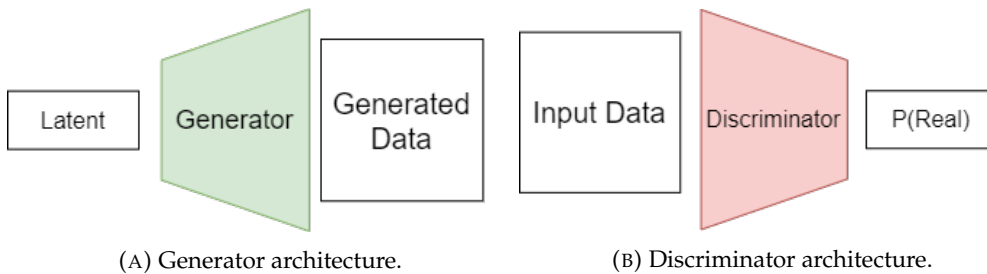 Latent
Generator
Generated
Data
Input Data
Discriminator
P(Real)
(A) Generator architecture.
(B) Discriminator architecture.